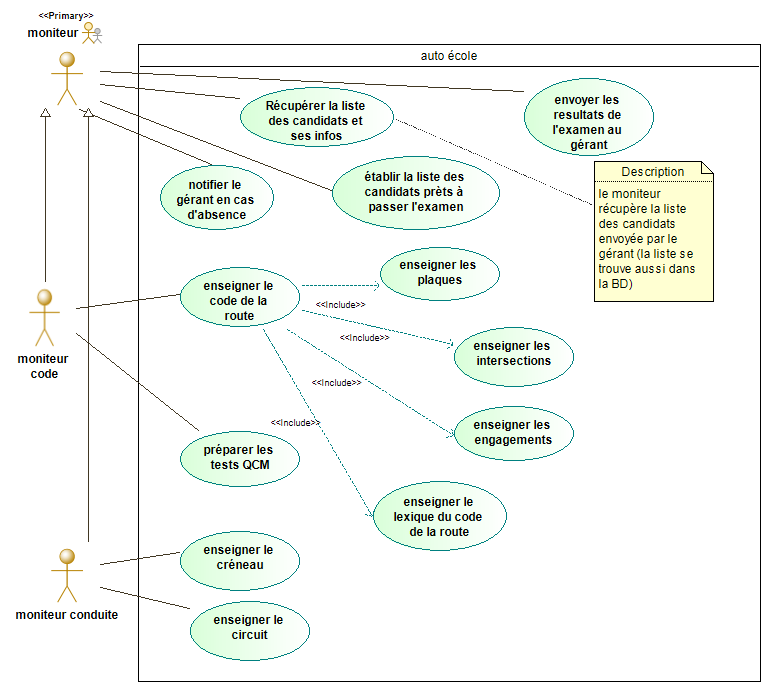 <<Primary>>
moniteur
auto école
Récupérer la liste
des candidats et
ses infos
envoyer les
resultats de
l'examen au
gérant
notifier le
gérant en cas
d'absence
établir la liste des
candidats prèts à
passer l'examen
Description
le moniteur
récupère la liste
des candidats
envoyée par le
gérant (la liste se
trouve aussi dans
la BD)
enseigner le
code de la
route
enseigner les
plaques
<<Include>>
<<Include>>
enseigner les
intersections
moniteur
code
<<Include>>
<<Include>>
enseigner les
engagements
préparer les
tests QCM
enseigner le
lexique du code
de la route
enseigner le
créneau
moniteur conduite
enseigner le
circuit